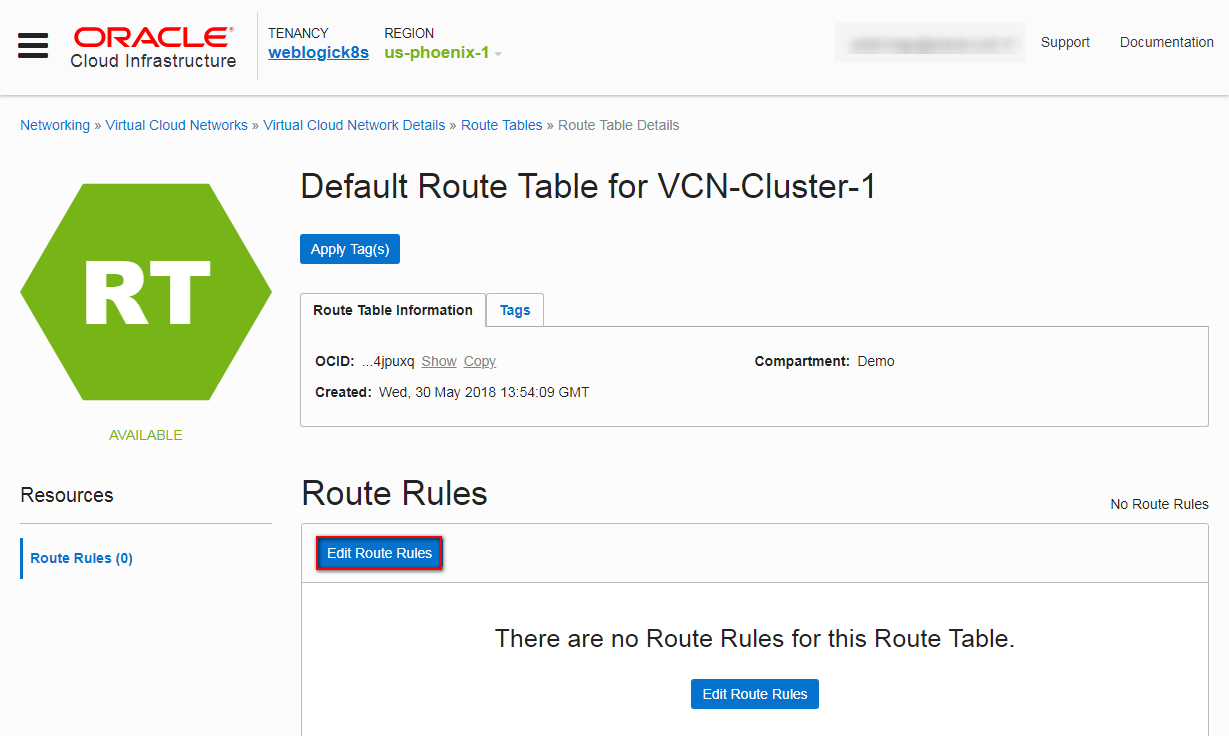 ORACLE®
Cloud Infrastructure
TENANCY
weblogick8s
REGION
us-phoenix-1
Support
Documentation
Networking » Virtual Cloud Networks » Virtual Cloud Network Details » Route Tables » Route Table Details
RT
AVAILABLE
Default Route Table for VCN-Cluster-1
Apply Tag(s)
Route Table Information
Tags
OCID: ...4jpuxq Show Copy
Compartment: Demo
Created: Wed, 30 May 2018 13:54:09 GMT
Resources
Route Rules (0)
Route Rules
No Route Rules
Edit Route Rules
There are no Route Rules for this Route Table.
Edit Route Rules